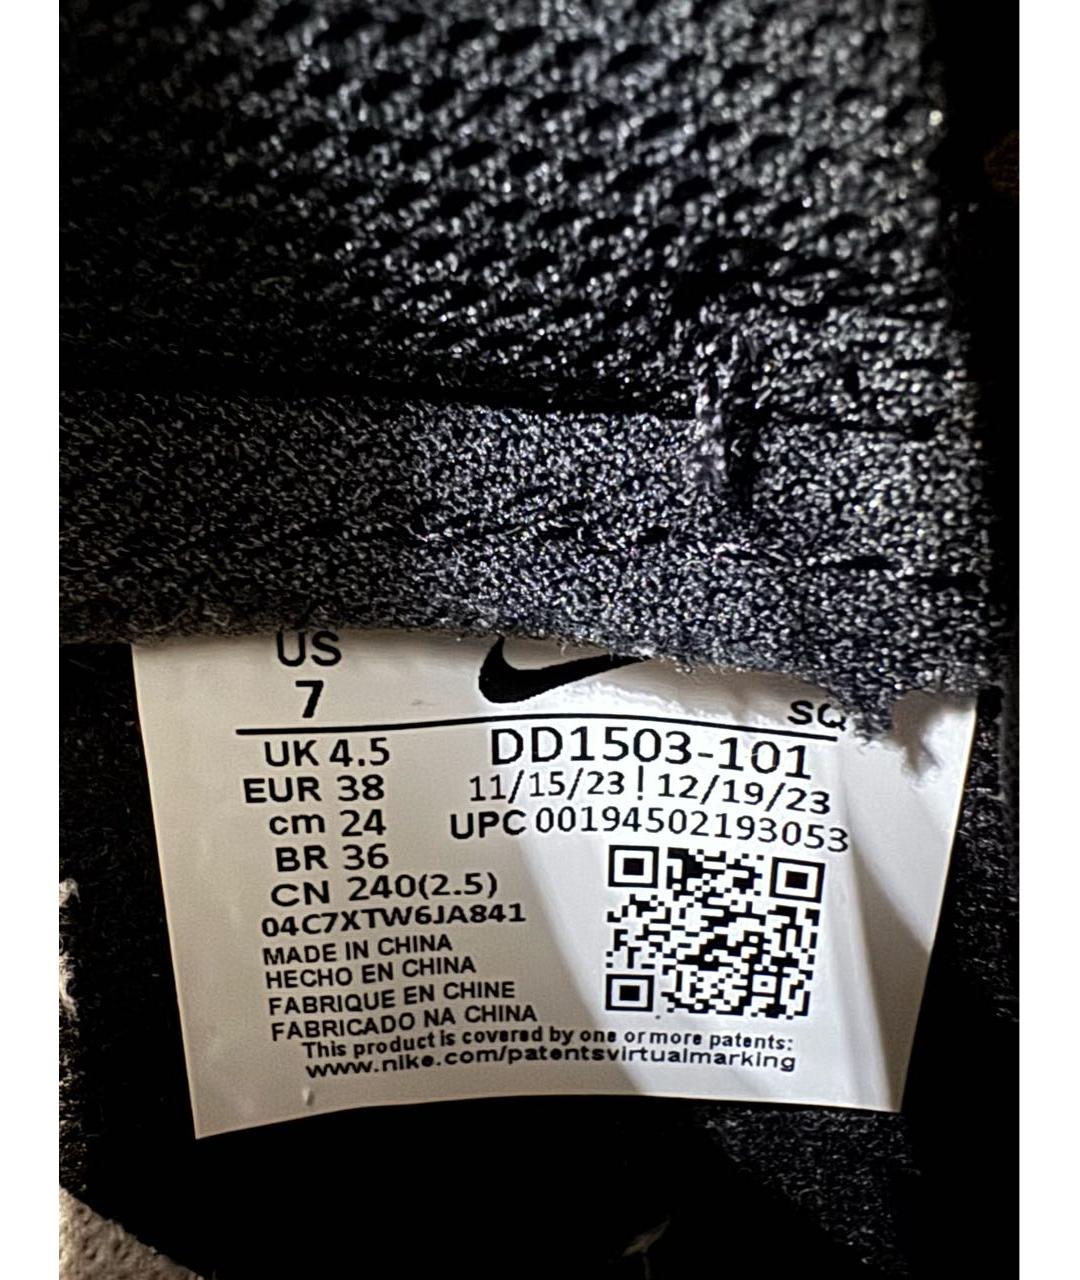 US
7
SQ
UK 4.5
DD1503-101
EUR 38
11/15/23 | 12/19/23
cm 24
UPC 00194502193053
BR 36
CN 240(2.5)
04C7XTW6JA841
MADE IN CHINA
HECHO EN CHINA
FABRIQUE EN CHINE
FABRICADO NA CHINA
This product is covered by one or more patents:
www.nike.com/patentsvirtualmarking